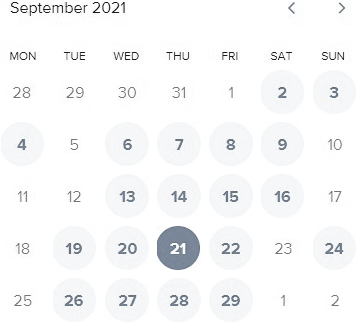 September 2021
MON TUE WED THU FRI SAT SUN
28 29 30 31 1 2 3
4 5 6 7 8 9 10
11 12 13 14 15 16 17
18 19 20 21 22 23 24
25 26 27 28 29 1 2